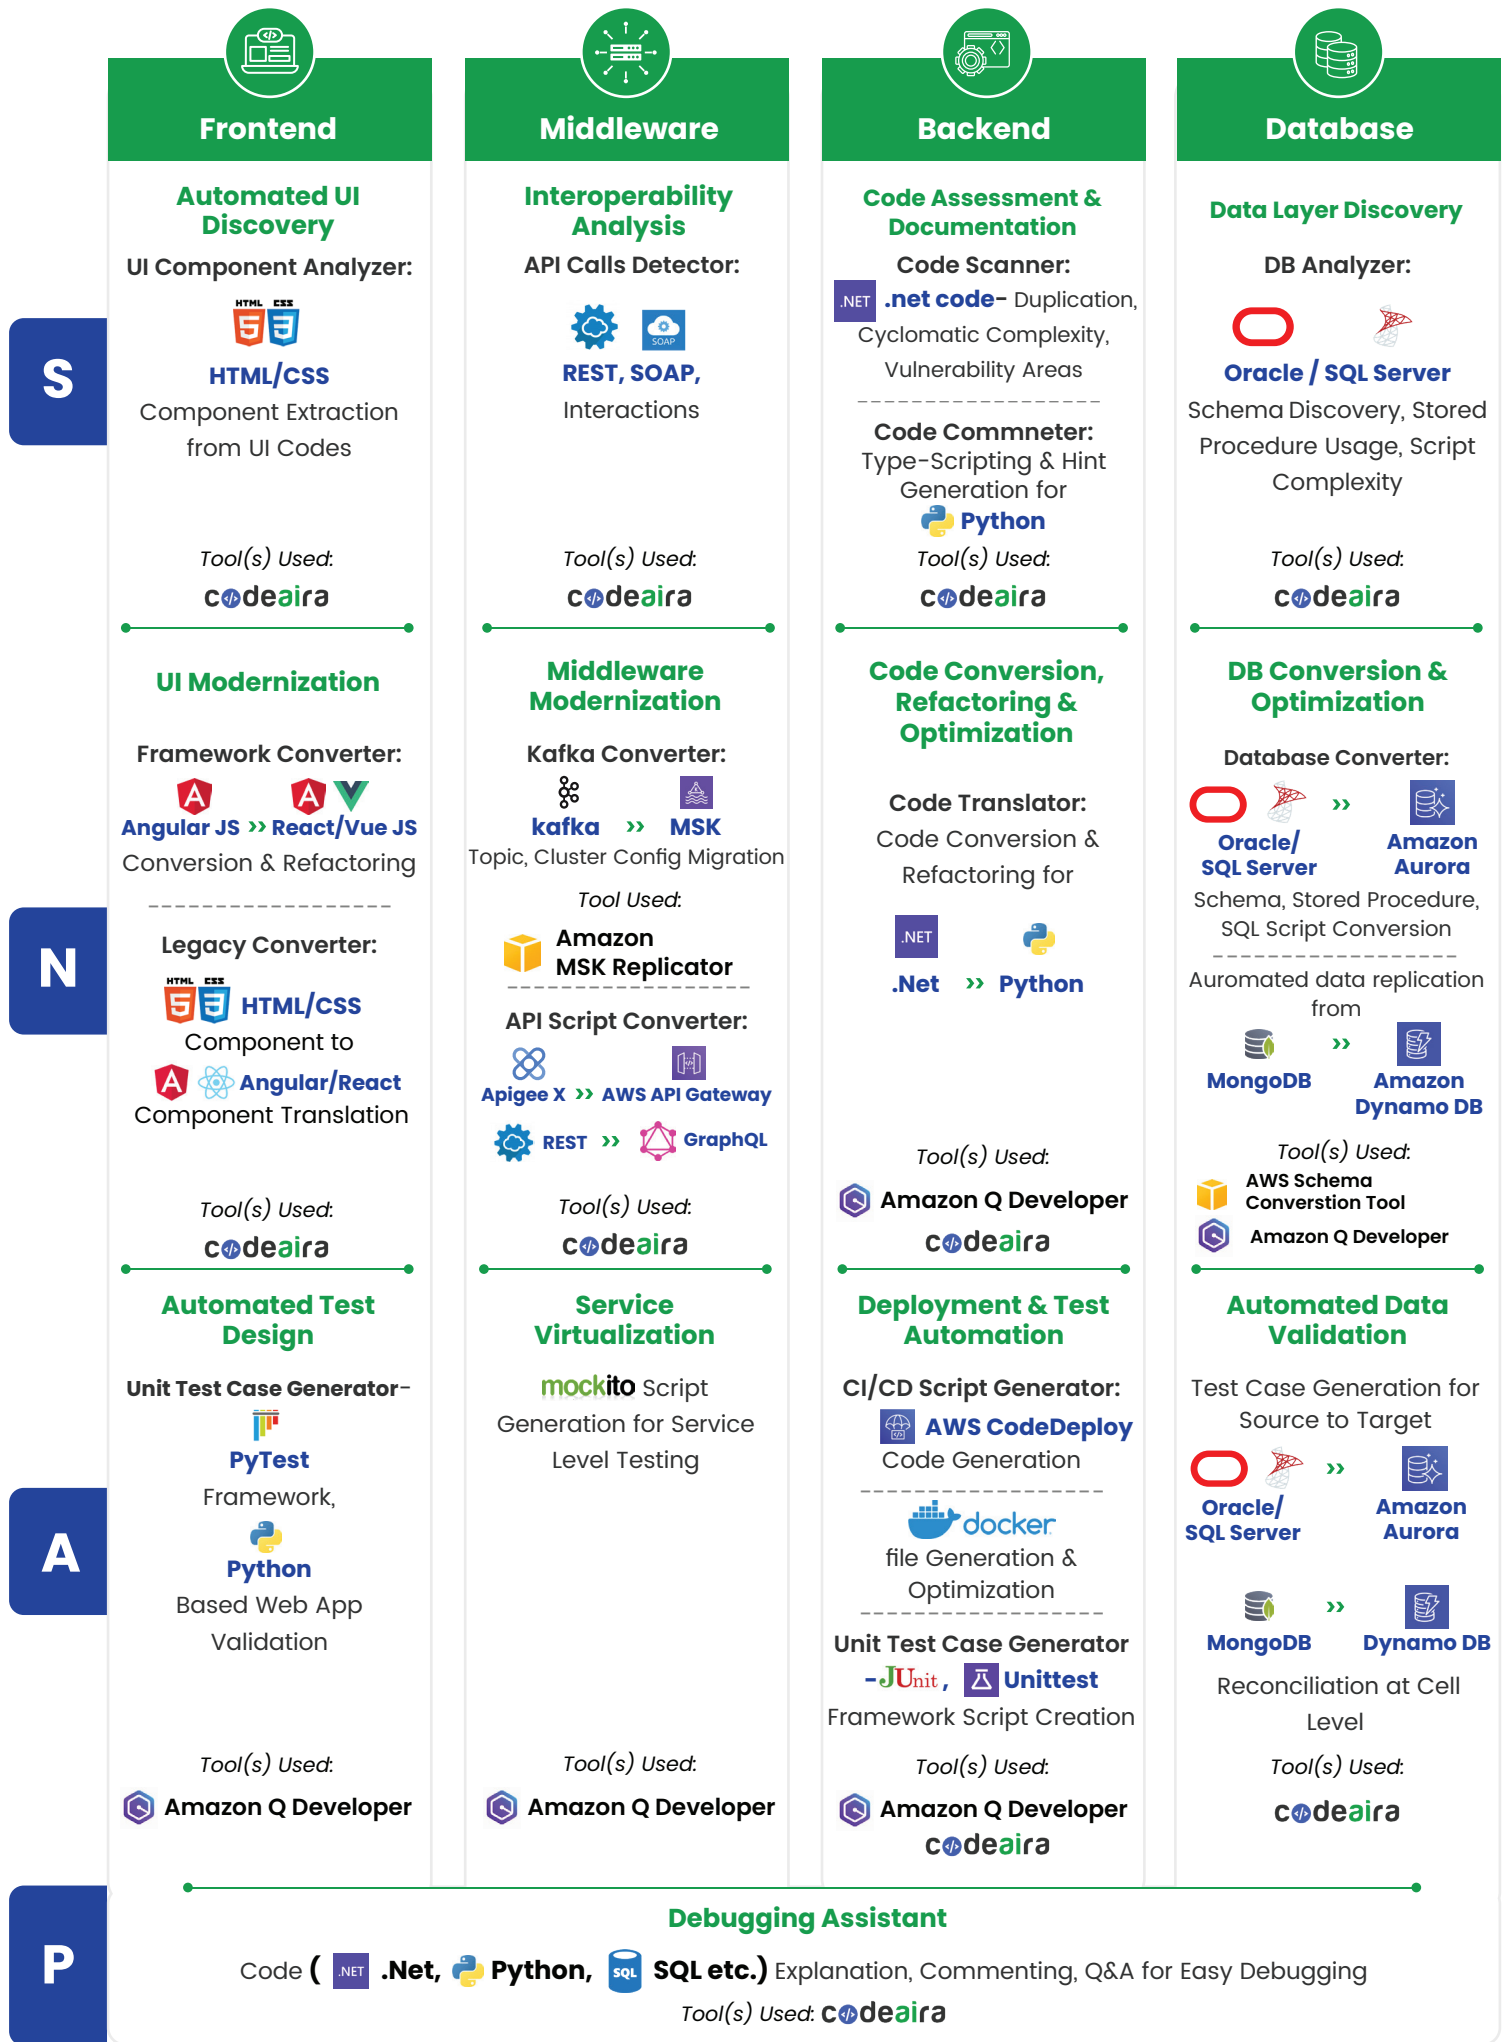 Frontend
Middleware
Backend
Database
S
Automated UI
Discovery
UI Component Analyzer:
HTML CSS
5 3
HTML/CSS
Component Extraction
from UI Codes
Tool(s) Used:
codeaira
Interoperability
Analysis
API Calls Detector:
SOAP
REST, SOAP,
Interactions
Tool(s) Used:
codeaira
Code Assessment &
Documentation
Code Scanner:
.NET .net code- Duplication,
Cyclomatic Complexity,
Vulnerability Areas
Code Commneter:
Type-Scripting & Hint
Generation for
Python
Tool(s) Used:
codeaira
Data Layer Discovery
DB Analyzer:
Oracle / SQL Server
Schema Discovery, Stored
Procedure Usage, Script
Complexity
Tool(s) Used:
codeaira
N
UI Modernization
Framework Converter:
A A
Angular JS >> React/Vue JS
Conversion & Refactoring
Legacy Converter:
HTML CSS
5 3 HTML/CSS
Component to
A Angular/React
Component Translation
Tool(s) Used:
codeaira
Middleware
Modernization
Kafka Converter:
kafka >> MSK
Topic, Cluster Config Migration
Tool Used:
Amazon
MSK Replicator
API Script Converter:
Apigee X >> AWS API Gateway
REST >> GraphQL
Tool(s) Used:
codeaira
Code Conversion,
Refactoring &
Optimization
Code Translator:
Code Conversion &
Refactoring for
.NET
.Net >> Python
Tool(s) Used:
Amazon Q Developer
codeaira
DB Conversion &
Optimization
Database Converter:
>>
Oracle/
SQL Server
Amazon
Aurora
Schema, Stored Procedure,
SQL Script Conversion
Auromated data replication
from
>>
MongoDB
Amazon
Dynamo DB
Tool(s) Used:
AWS Schema
Converstion Tool
Amazon Q Developer
A
Automated Test
Design
Unit Test Case Generator-
PyTest
Framework,
Python
Based Web App
Validation
Tool(s) Used:
Amazon Q Developer
Service
Virtualization
mockito Script
Generation for Service
Level Testing
Tool(s) Used:
Amazon Q Developer
Deployment & Test
Automation
CI/CD Script Generator:
AWS CodeDeploy
Code Generation
docker
file Generation &
Optimization
Unit Test Case Generator
-JUnit, Unittest
Framework Script Creation
Tool(s) Used:
Amazon Q Developer
codeaira
Automated Data
Validation
Test Case Generation for
Source to Target
>>
Oracle/
SQL Server
Amazon
Aurora
>>
MongoDB
Dynamo DB
Reconciliation at Cell
Level
Tool(s) Used:
codeaira
P
Debugging Assistant
Code ( .NET .Net, Python, SQL SQL etc.) Explanation, Commenting, Q&A for Easy Debugging
Tool(s) Used: codeaira